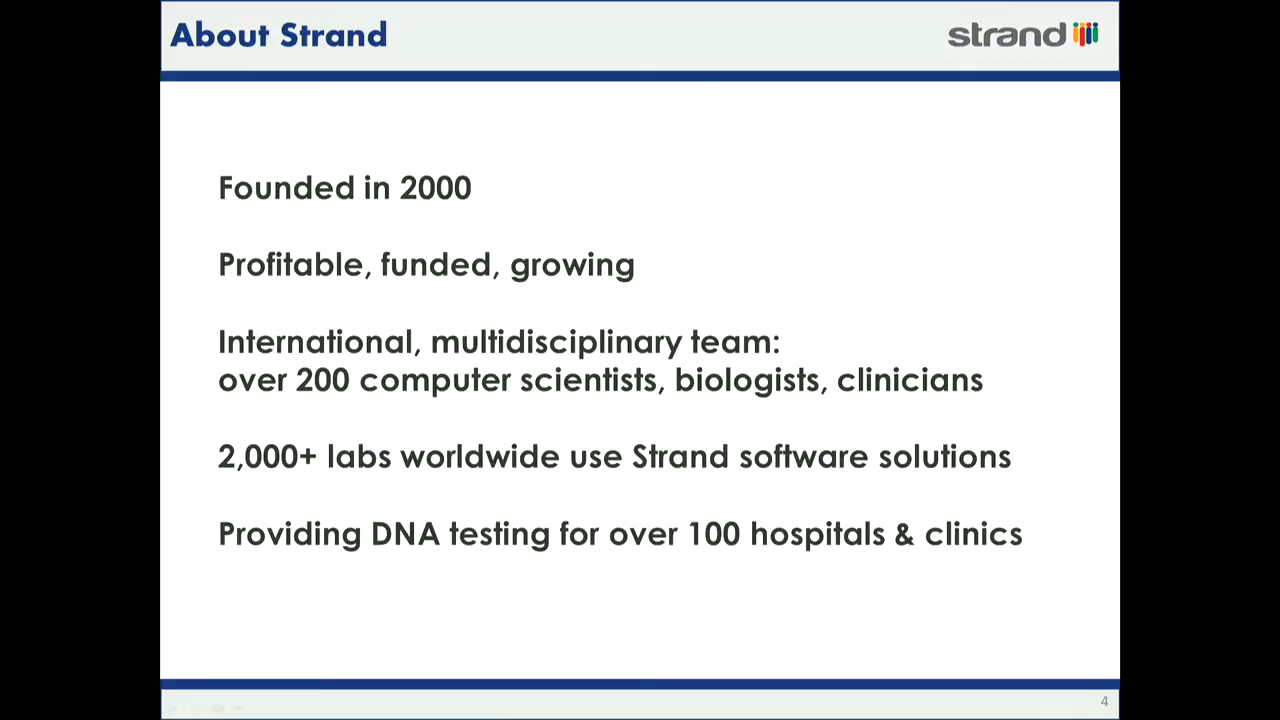 About Strand
strand
Founded in 2000
Profitable, funded, growing
International, multidisciplinary team:
over 200 computer scientists, biologists, clinicians
2,000+ labs worldwide use Strand software solutions
Providing DNA testing for over 100 hospitals & clinics
4